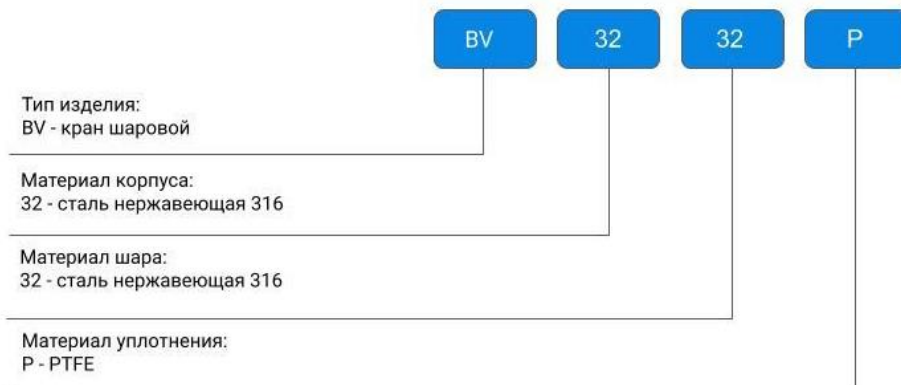 BV 32 32 P
Тип изделия:
BV - кран шаровой
Материал корпуса:
32 - сталь нержавеющая 316
Материал шара:
32 - сталь нержавеющая 316
Материал уплотнения:
P - PTFE